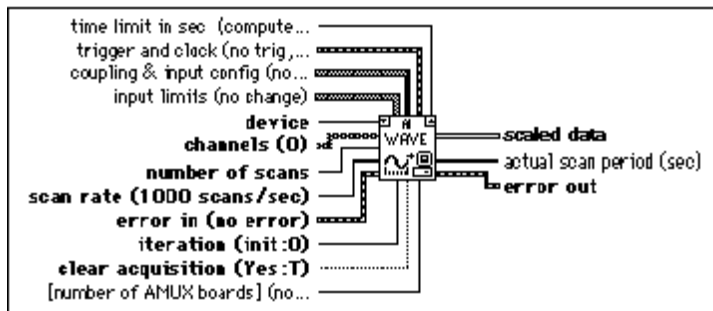 time limit in sec (compute...
trigger and clock (no trig,...
coupling & input config (no...
input limits (no change)
device
channels (0)
number of scans
scan rate (1000 scans/sec)
error in (no error)
iteration (init:0)
clear acquisition (Yes:T)
[number of AMUX boards] (no...
AI
WAVE
scaled data
actual scan period (sec)
error out